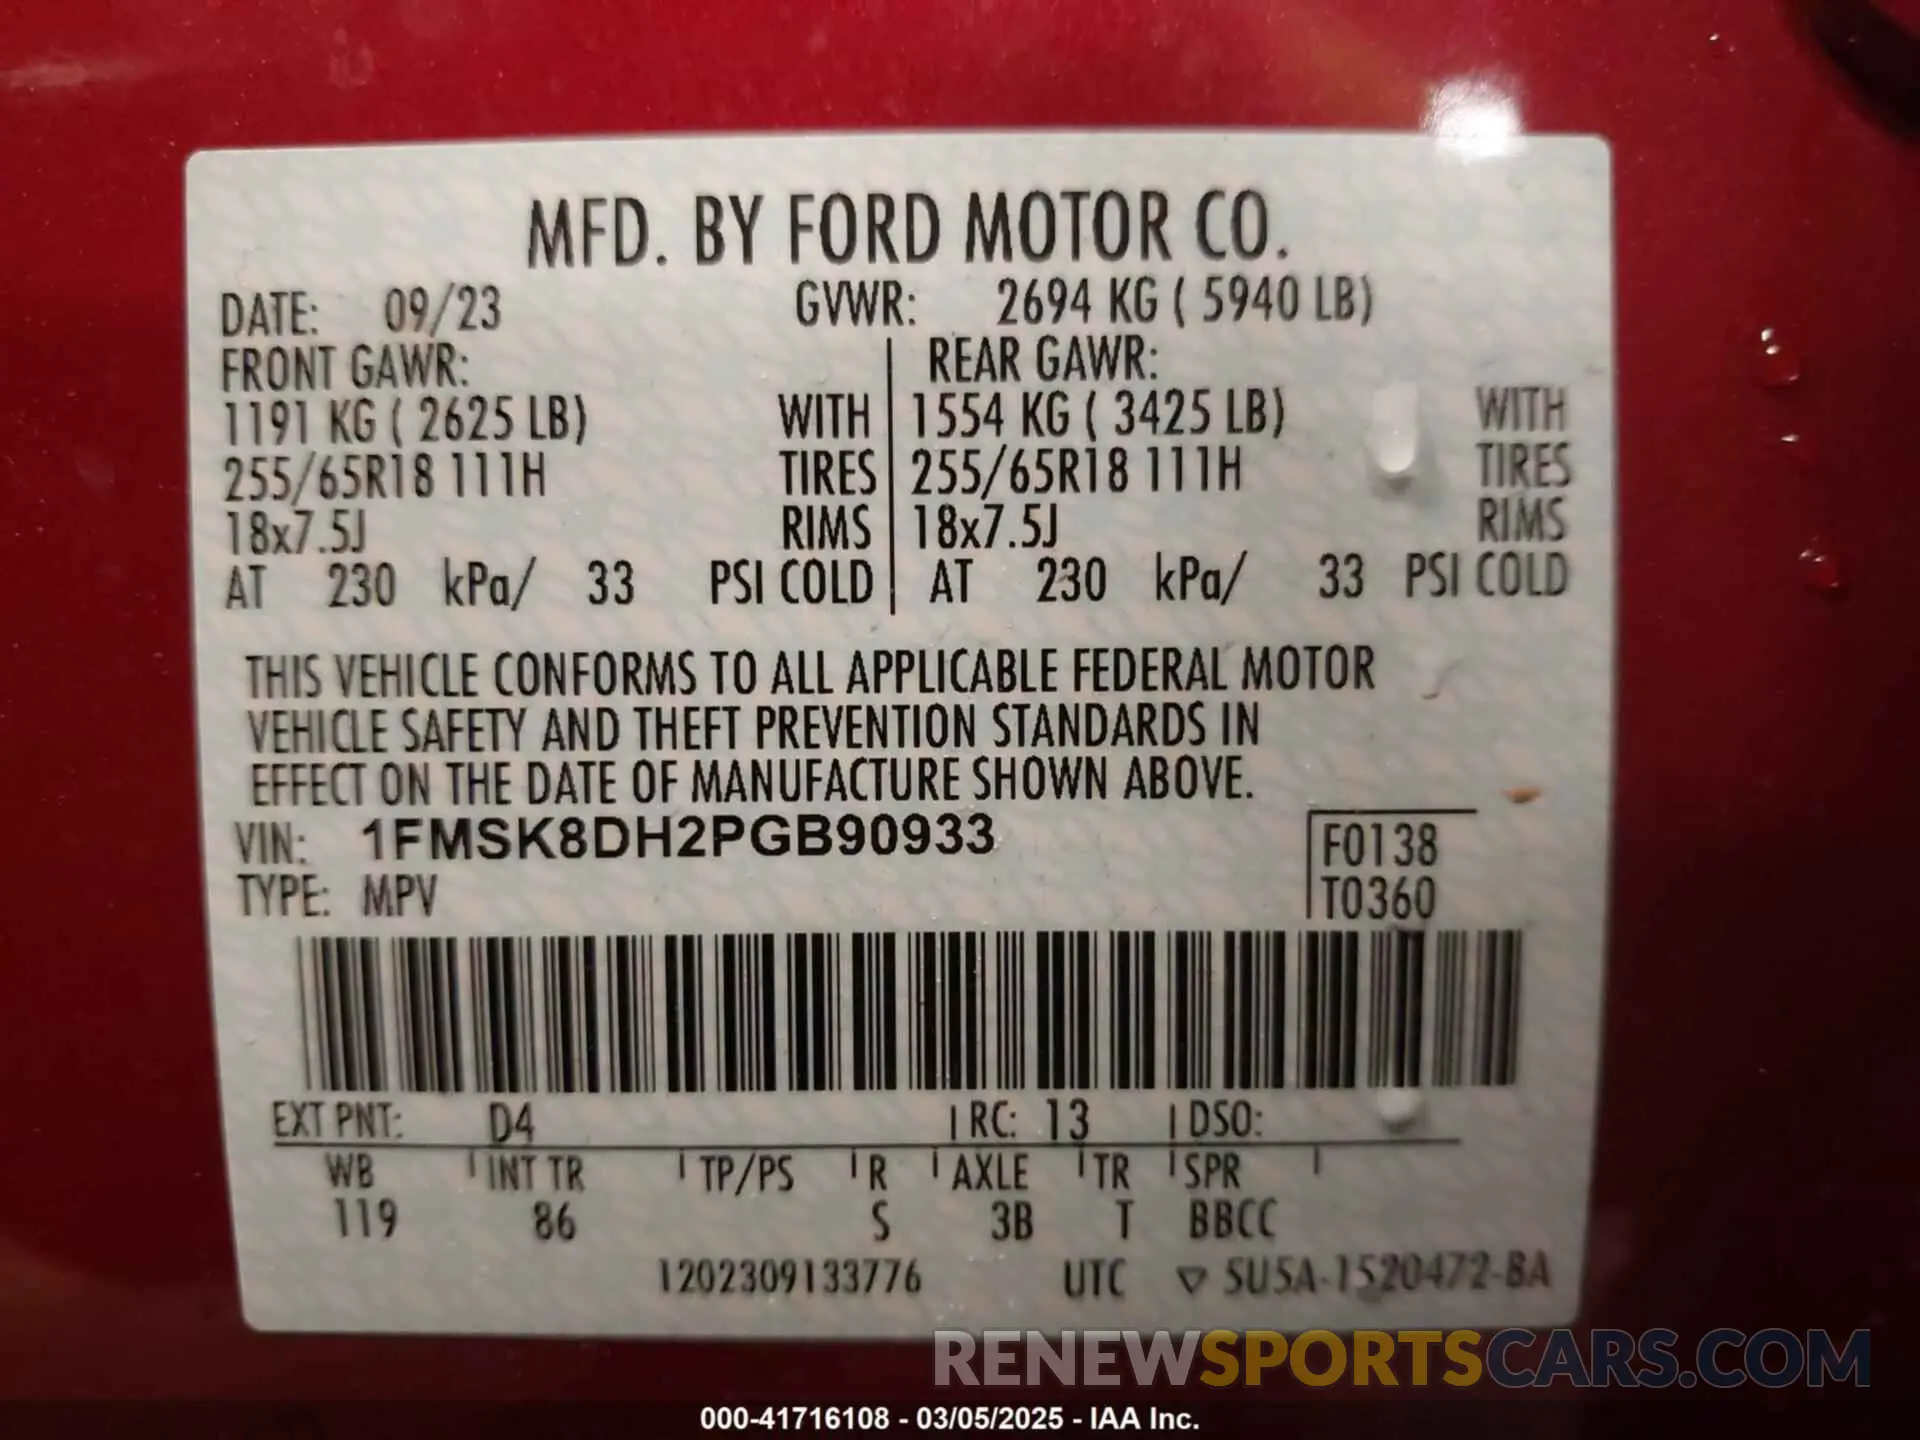 MFD. BY FORD MOTOR CO.
DATE: 09/23 GVWR: 2694 KG ( 5940 LB)
FRONT GAWR: REAR GAWR:
1191 KG ( 2625 LB) WITH 1554 KG ( 3425 LB) WITH
255/65R18 111H TIRES 255/65R18 111H TIRES
18x7.5J RIMS 18x7.5J RIMS
AT 230 kPa/ 33 PSI COLD AT 230 kPa/ 33 PSI COLD
THIS VEHICLE CONFORMS TO ALL APPLICABLE FEDERAL MOTOR
VEHICLE SAFETY AND THEFT PREVENTION STANDARDS IN
EFFECT ON THE DATE OF MANUFACTURE SHOWN ABOVE.
VIN: 1FMSK8DH2PGB90933 F0138
TYPE: MPV T0360
EXT PNT: D4 RC: 13 DSO:
WB INT TR TP/PS R AXLE TR SPR
119 86 S 3B T BBCC
1202309133776 UTC ▽ 5U5A-1520472-BA
RENEWSPORTSCARS.COM
000-41716108 - 03/05/2025 - IAA Inc.